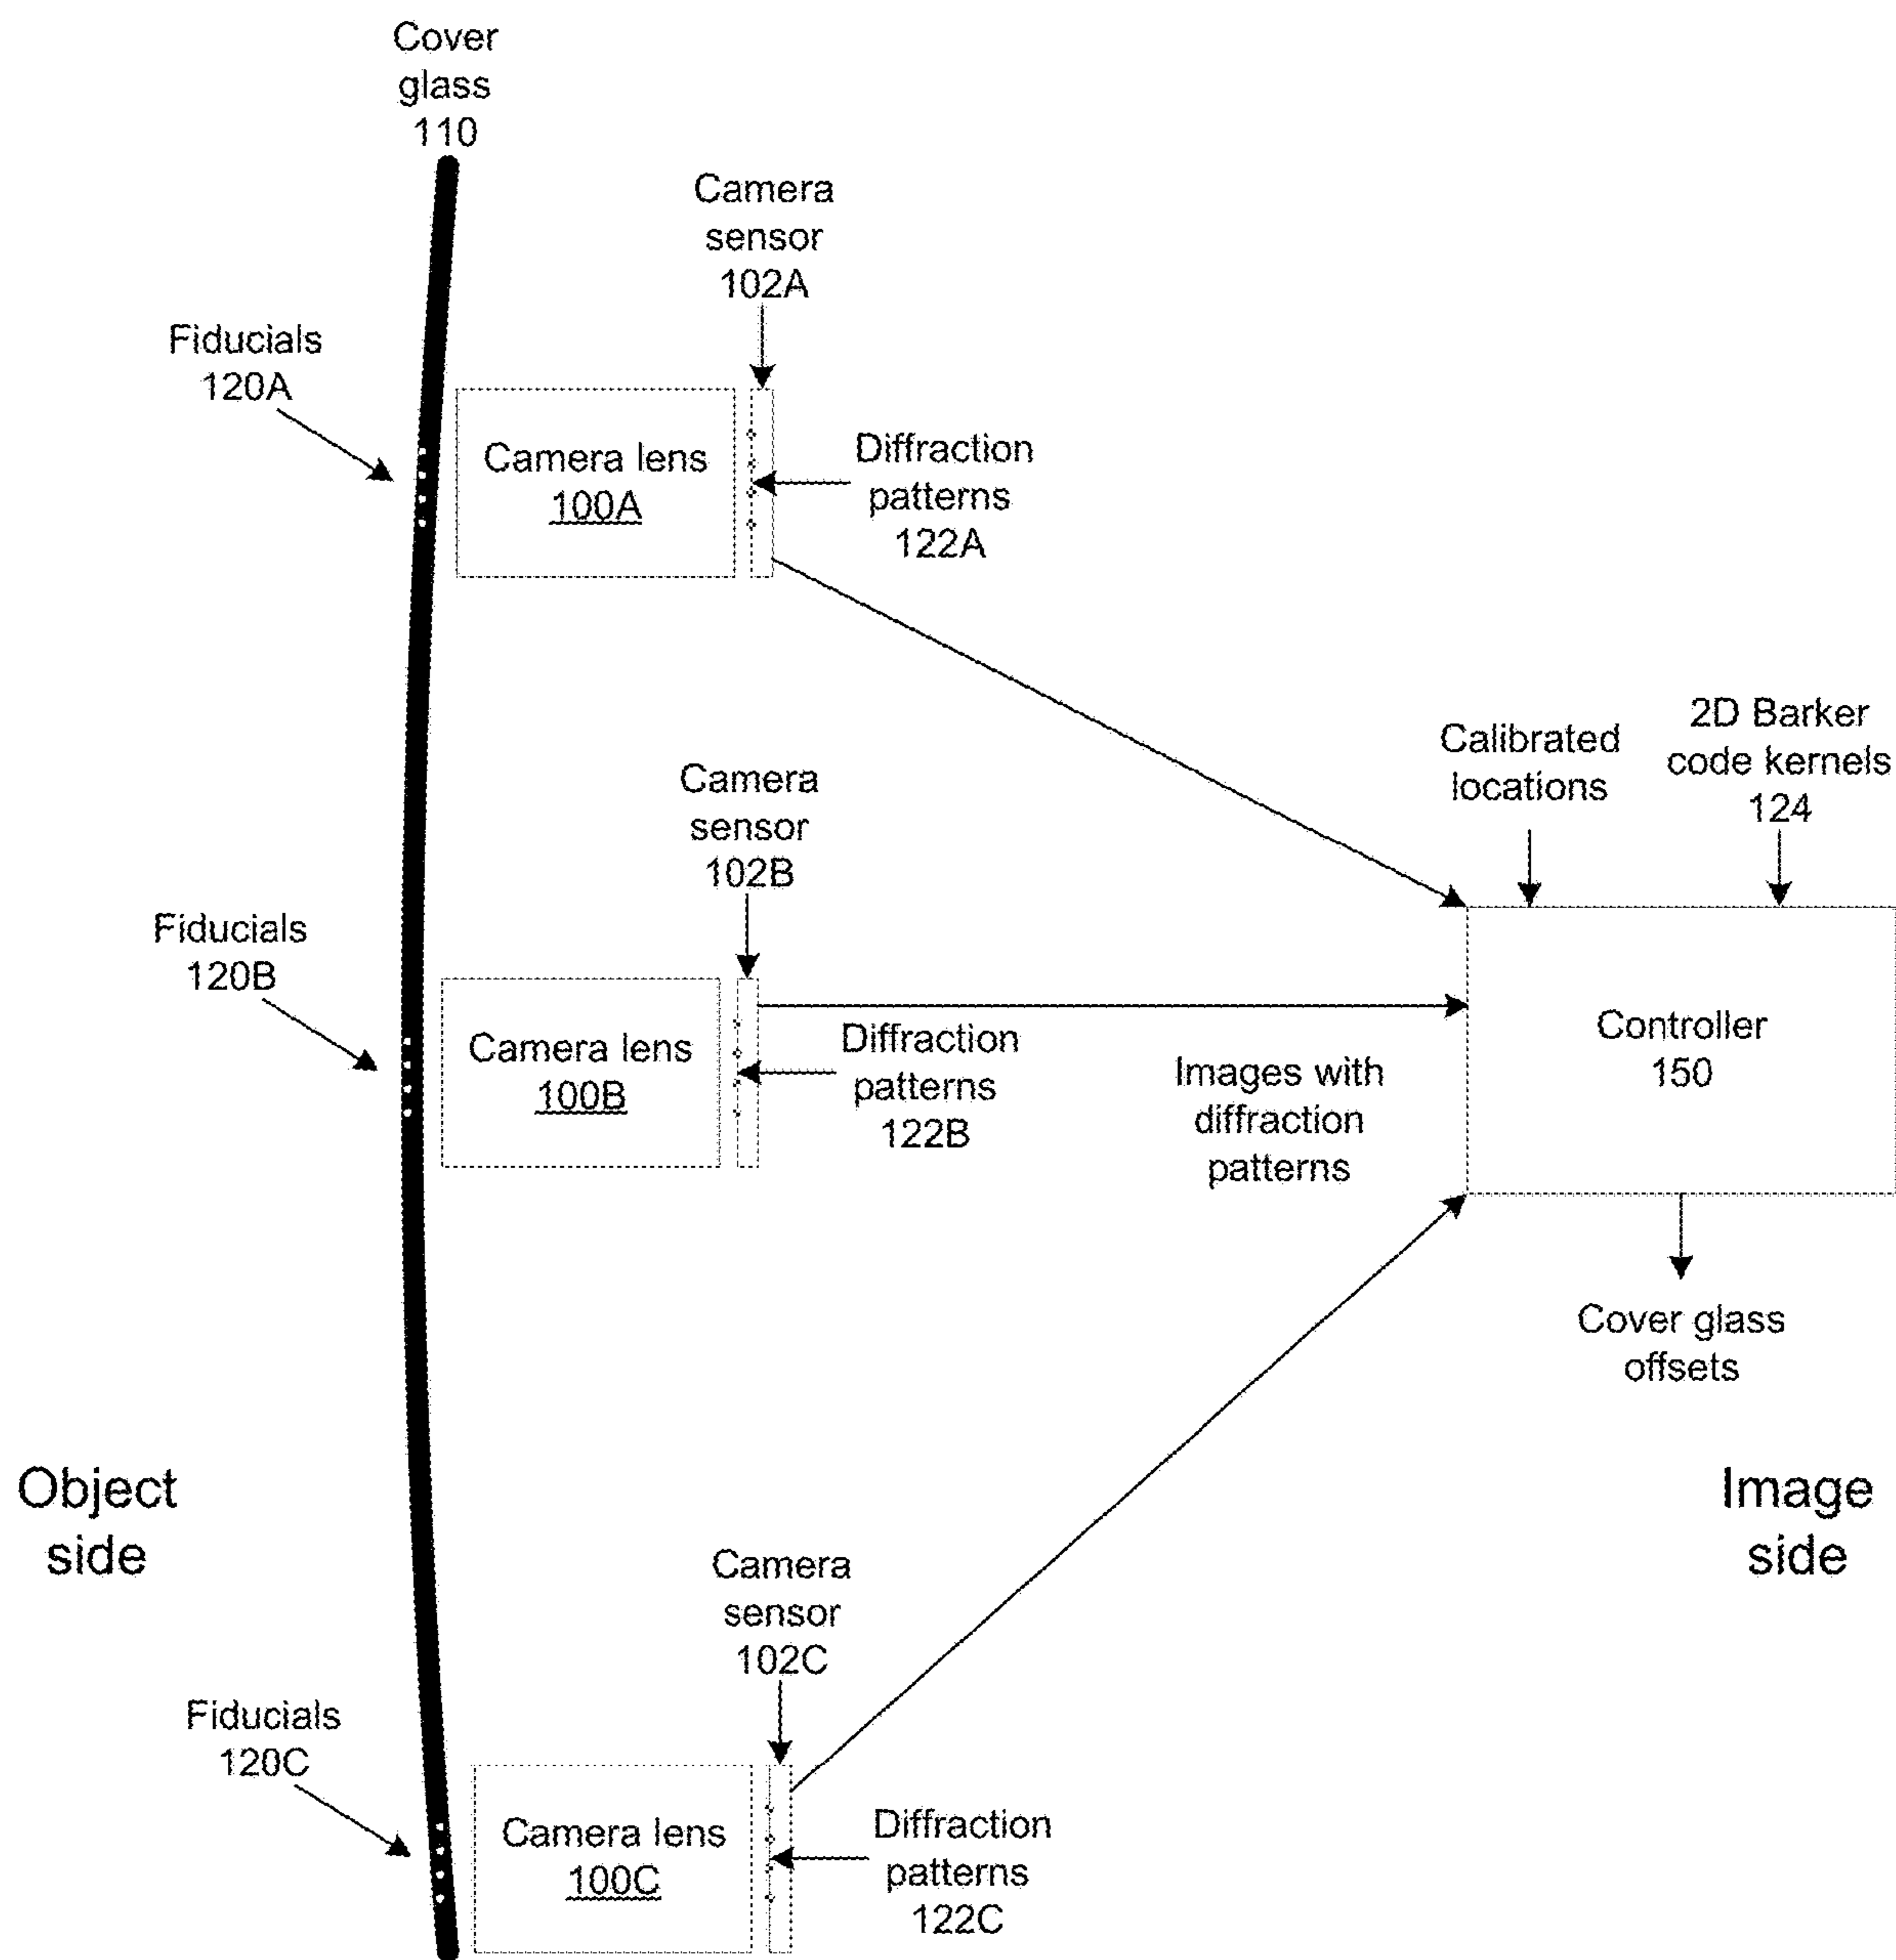 Cover
glass
110
Camera
sensor
102A
Fiducials
120A
Camera lens
100A
Diffraction
patterns
122A
Calibrated
locations
2D Barker
code kernels
124
Camera
sensor
102B
Fiducials
120B
Camera lens
100B
Diffraction
patterns
122B
Images with
diffraction
patterns
Controller
150
Cover glass
offsets
Object
side
Image
side
Camera
sensor
102C
Fiducials
120C
Camera lens
100C
Diffraction
patterns
122C